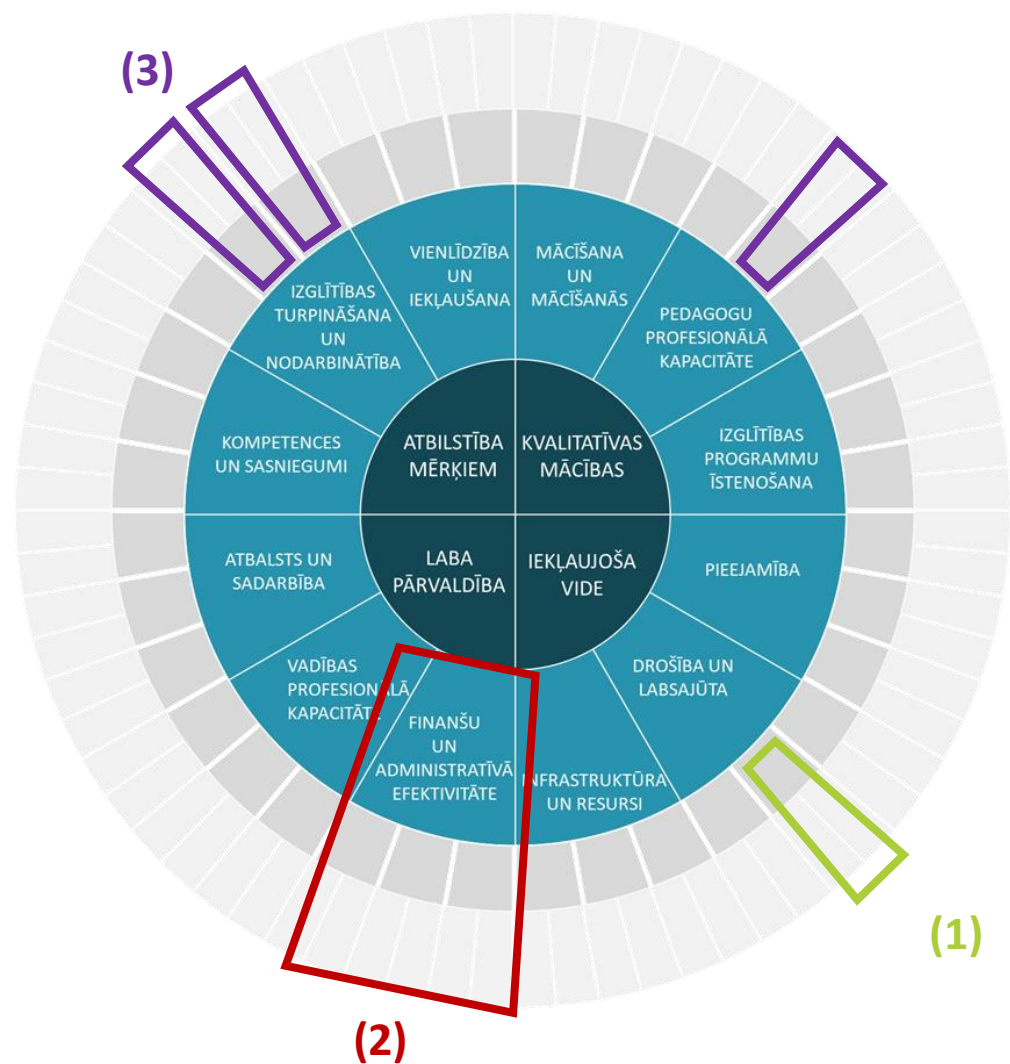 (3)
VIENLĪDZĪBA
UN
IEKĻAUŠANA
MĀCĪŠANA
UN
MĀCĪŠANĀS
IZGLĪTĪBAS
TURPINĀŠANA
UN
NODARBINĀTĪBA
PEDAGOGU
PROFESIONĀLĀ
KAPACITĀTE
KOMPETENCES
UN SASNIEGUMI
ATBILSTĪBA
MĒRĶIEM
KVALITATĪVAS
MĀCĪBAS
IZGLĪTĪBAS
PROGRAMMU
ĪSTENOŠANA
ATBALSTS UN
SADARBĪBA
LABA
PĀRVALDĪBA
IEKĻAUJOŠA
VIDE
PIEEJAMĪBA
VADĪBAS
PROFESIONĀLĀ
KAPACITĀTE
FINANŠU
UN
ADMINISTRATĪVĀ
EFEKTIVITĀTE
INFRASTRUKTŪRA
UN RESURSI
DROŠĪBA UN
LABSAJŪTA
(1)
(2)